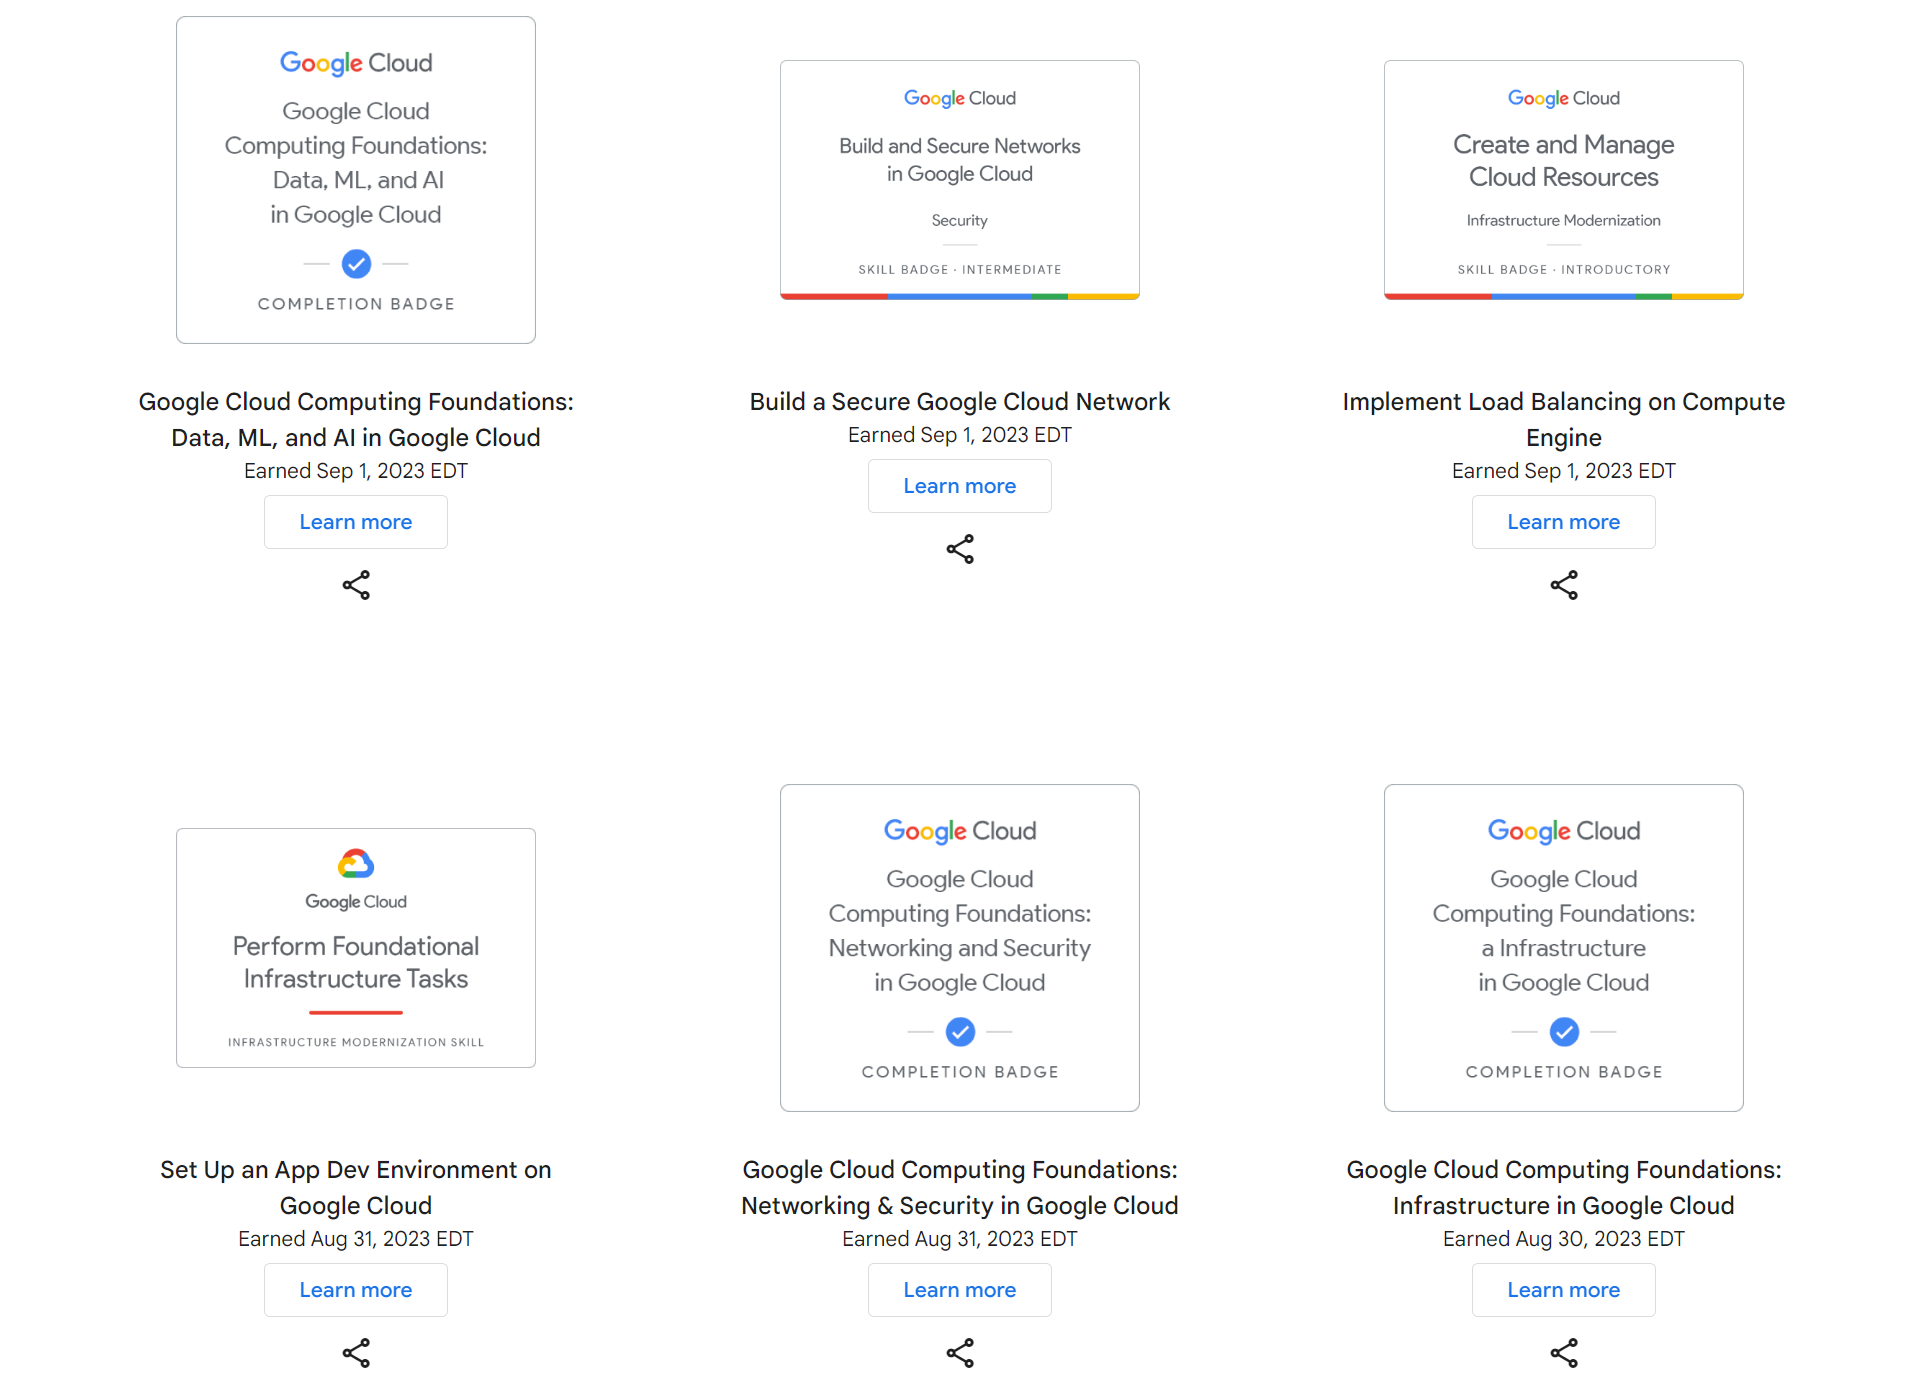 Google Cloud
Google Cloud
Computing Foundations:
Data, ML, and AI
in Google Cloud
COMPLETION BADGE
Google Cloud Computing Foundations:
Data, ML, and AI in Google Cloud
Earned Sep 1, 2023 EDT
Learn more
Google Cloud
Build and Secure Networks
in Google Cloud
Security
SKILL BADGE · INTERMEDIATE
Build a Secure Google Cloud Network
Earned Sep 1, 2023 EDT
Learn more
Google Cloud
Create and Manage
Cloud Resources
Infrastructure Modernization
SKILL BADGE · INTRODUCTORY
Implement Load Balancing on Compute
Engine
Earned Sep 1, 2023 EDT
Learn more
Google Cloud
Perform Foundational
Infrastructure Tasks
INFRASTRUCTURE MODERNIZATION SKILL
Set Up an App Dev Environment on
Google Cloud
Earned Aug 31, 2023 EDT
Learn more
Google Cloud
Google Cloud
Computing Foundations:
Networking and Security
in Google Cloud
COMPLETION BADGE
Google Cloud Computing Foundations:
Networking & Security in Google Cloud
Earned Aug 31, 2023 EDT
Learn more
Google Cloud
Google Cloud
Computing Foundations:
a Infrastructure
in Google Cloud
COMPLETION BADGE
Google Cloud Computing Foundations:
Infrastructure in Google Cloud
Earned Aug 30, 2023 EDT
Learn more